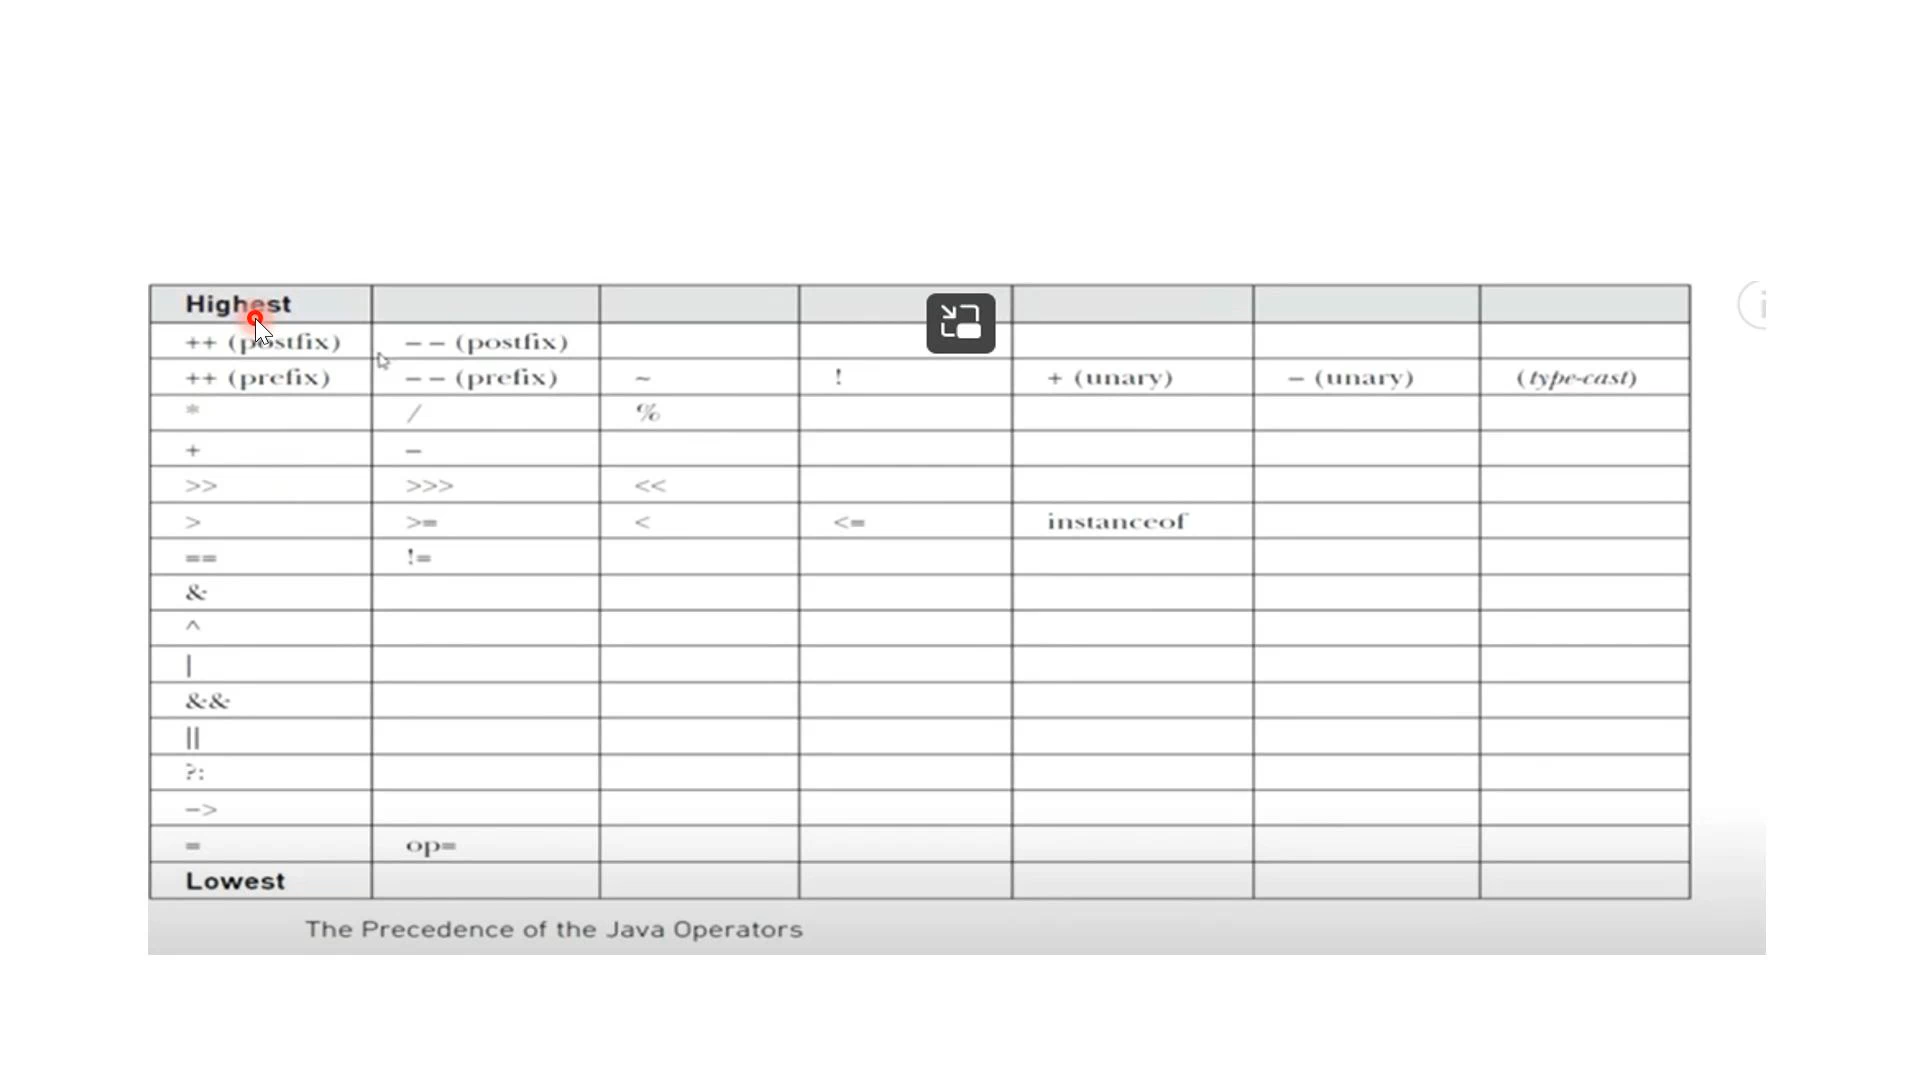 Highest
++ (postfix) – – (postfix)
++ (prefix) – – (prefix) ~ ! + (unary) – (unary) (type-cast)
* / %
+ –
>> >>> <<
> >= < <= instanceof
== !=
&
^
|
&&
||
?:
–>
= op=
Lowest
The Precedence of the Java Operators